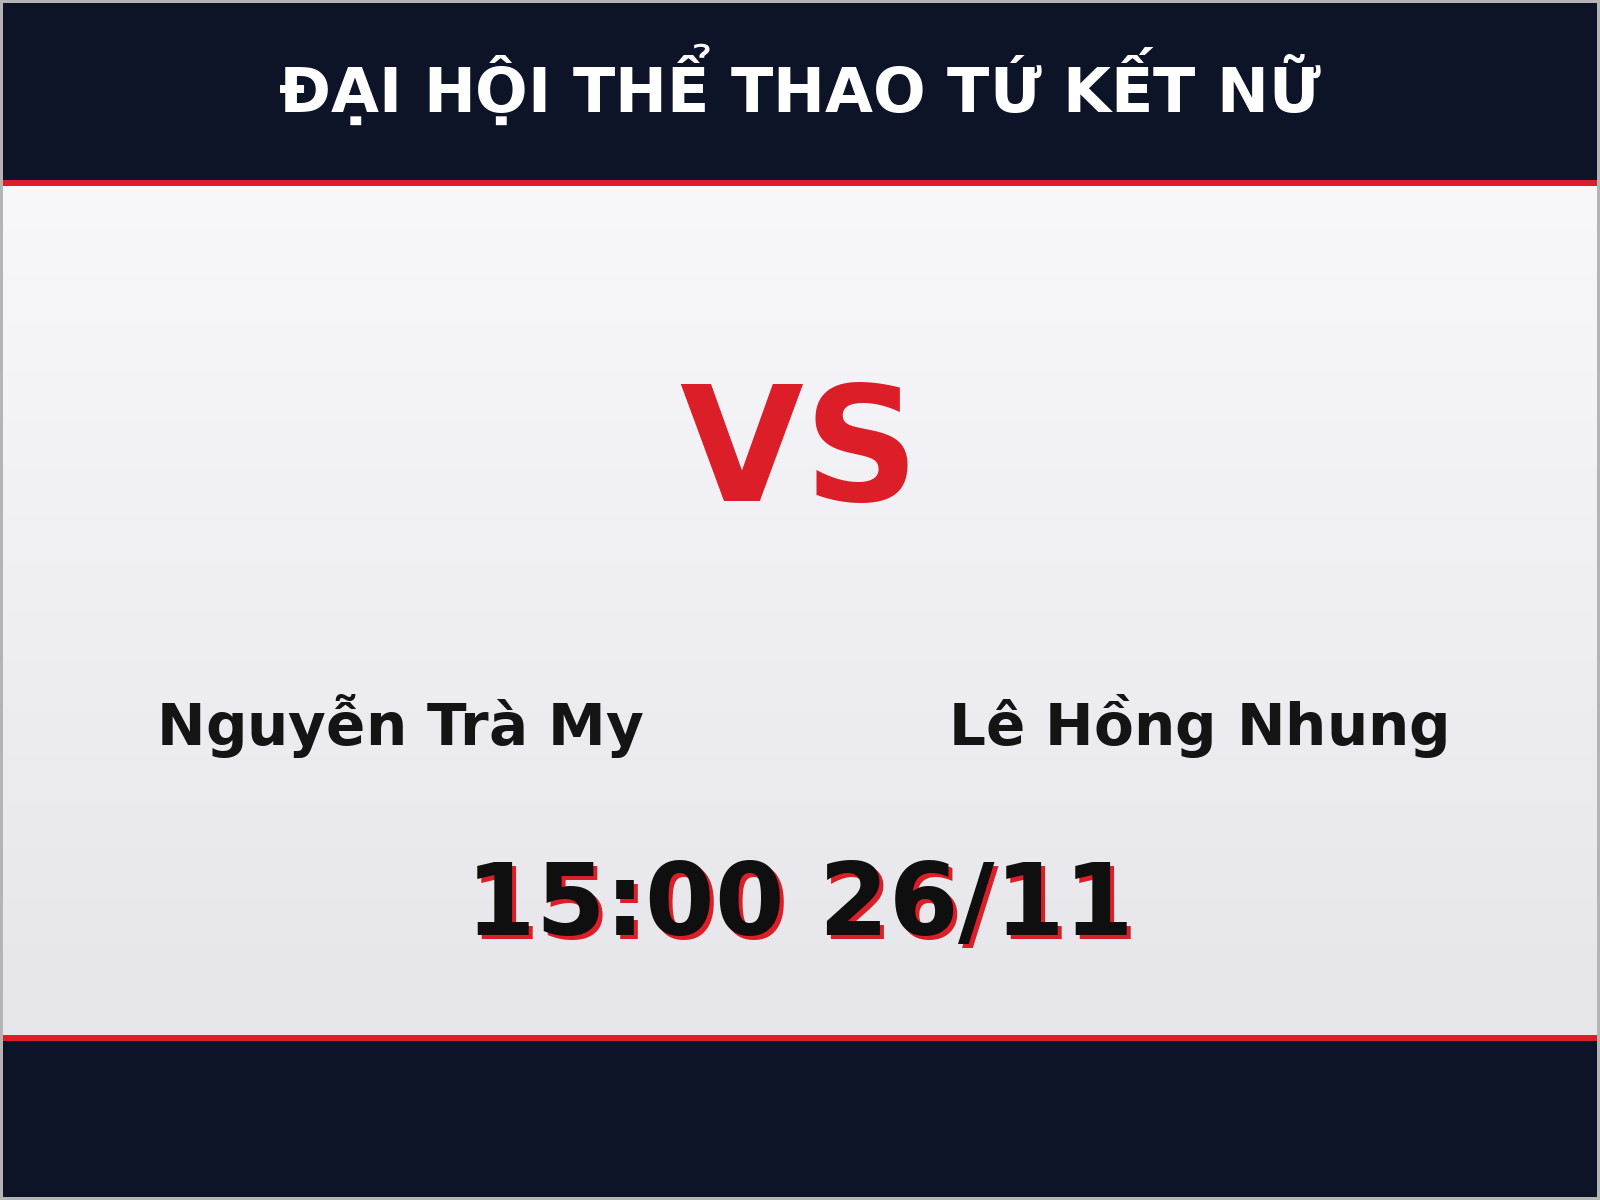 ĐẠI HỘI THỂ THAO TỨ KẾT NỮ
VS
Nguyễn Trà My
Lê Hồng Nhung
15:00 26/11